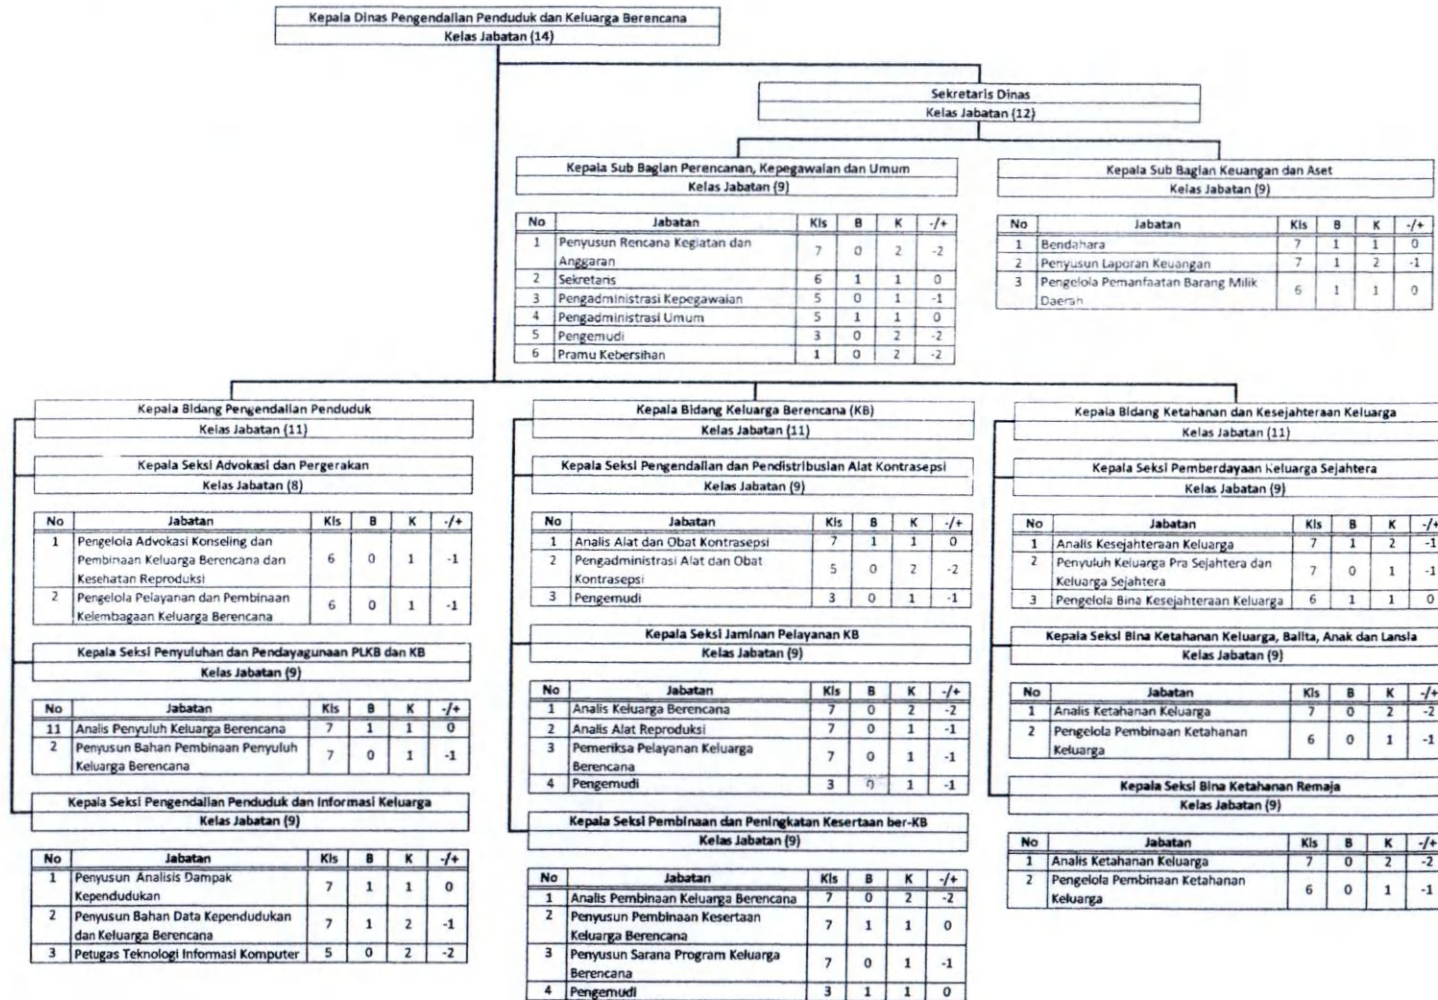 Kepala Dinas Pengendalian Penduduk dan Keluarga Berencana
Kelas Jabatan (14)
Sekretaris Dinas
Kelas Jabatan (12)
Kepala Sub Bagian Perencanan, Kepegawaian dan Umum
Kelas Jabatan (9)
No Jabatan Kls B K -/+
1 Penyusun Rencana Kegiatan dan
Anggaran 7 0 2 -2
2 Sekretaris 6 1 1 0
3 Pengadministrasi Kepegawaian 5 0 1 -1
4 Pengadministrasi Umum 5 1 1 0
5 Pengemudi 3 0 2 -2
6 Pramu Kebersihan 1 0 2 -2
Kepala Sub Bagian Keuangan dan Aset
Kelas Jabatan (9)
No Jabatan Kls B K -/+
1 Bendahara 7 1 1 0
2 Penyusun Laporan Keuangan 7 1 2 -1
3 Pengelola Pemanfaatan Barang Milik
Daerah 6 1 1 0
Kepala Bidang Pengendalian Penduduk
Kelas Jabatan (11)
Kepala Seksi Advokasi dan Pergerakan
Kelas Jabatan (8)
No Jabatan Kls B K -/+
1 Pengelola Advokasi Konseling dan
Pembinaan Keluarga Berencana dan 6 0 1 -1
Kesehatan Reproduksi
2 Pengelola Pelayanan dan Pembinaan
Kelembagaan Keluarga Berencana 6 0 1 -1
Kepala Seksi Penyuluhan dan Pendayagunaan PLKB dan KB
Kelas Jabatan (9)
No Jabatan Kls B K -/+
11 Analis Penyuluh Keluarga Berencana 7 1 1 0
2 Penyusun Bahan Pembinaan Penyuluh
Keluarga Berencana 7 0 1 -1
Kepala Seksi Pengendalian Penduduk dan Informasi Keluarga
Kelas Jabatan (9)
No Jabatan Kls B K -/+
1 Penyusun Analisis Dampak
Kependudukan 7 1 1 0
2 Penyusun Bahan Data Kependudukan
dan Keluarga Berencana 7 1 2 -1
3 Petugas Teknologi Informasi Komputer 5 0 2 -2
Kepala Bidang Keluarga Berencana (KB)
Kelas Jabatan (11)
Kepala Seksi Pengendalian dan Pendistribusian Alat Kontrasepsi
Kelas Jabatan (9)
No Jabatan Kls B K -/+
1 Analis Alat dan Obat Kontrasepsi 7 1 1 0
2 Pengadministrasi Alat dan Obat
Kontrasepsi 5 0 2 -2
3 Pengemudi 3 0 1 -1
Kepala Seksi Jaminan Pelayanan KB
Kelas Jabatan (9)
No Jabatan Kls B K -/+
1 Analis Keluarga Berencana 7 0 2 -2
2 Analis Alat Reproduksi 7 0 1 -1
3 Pemeriksa Pelayanan Keluarga
Berencana 7 0 1 -1
4 Pengemudi 3 0 1 -1
Kepala Seksi Pembinaan dan Peningkatan Kesertaan ber-KB
Kelas Jabatan (9)
No Jabatan Kls B K -/+
1 Analis Pembinaan Keluarga Berencana 7 0 2 -2
2 Penyusun Pembinaan Kesertaan
Keluarga Berencana 7 1 1 0
3 Penyusun Sarana Program Keluarga
Berencana 7 0 1 -1
4 Pengemudi 3 1 1 0
Kepala Bidang Ketahanan dan Kesejahteraan Keluarga
Kelas Jabatan (11)
Kepala Seksi Pemberdayaan Keluarga Sejahtera
Kelas Jabatan (9)
No Jabatan Kls B K -/+
1 Analis Kesejahteraan Keluarga 7 1 2 -1
2 Penyuluh Keluarga Pra Sejahtera dan
Keluarga Sejahtera 7 0 1 -1
3 Pengelola Bina Kesejahteraan Keluarga 6 1 1 0
Kepala Seksi Bina Ketahanan Keluarga, Balita, Anak dan Lansia
Kelas Jabatan (9)
No Jabatan Kls B K -/+
1 Analis Ketahanan Keluarga 7 0 2 -2
2 Pengelola Pembinaan Ketahanan
Keluarga 6 0 1 -1
Kepala Seksi Bina Ketahanan Remaja
Kelas Jabatan (9)
No Jabatan Kls B K -/+
1 Analis Ketahanan Keluarga 7 0 2 -2
2 Pengelola Pembinaan Ketahanan
Keluarga 6 0 1 -1